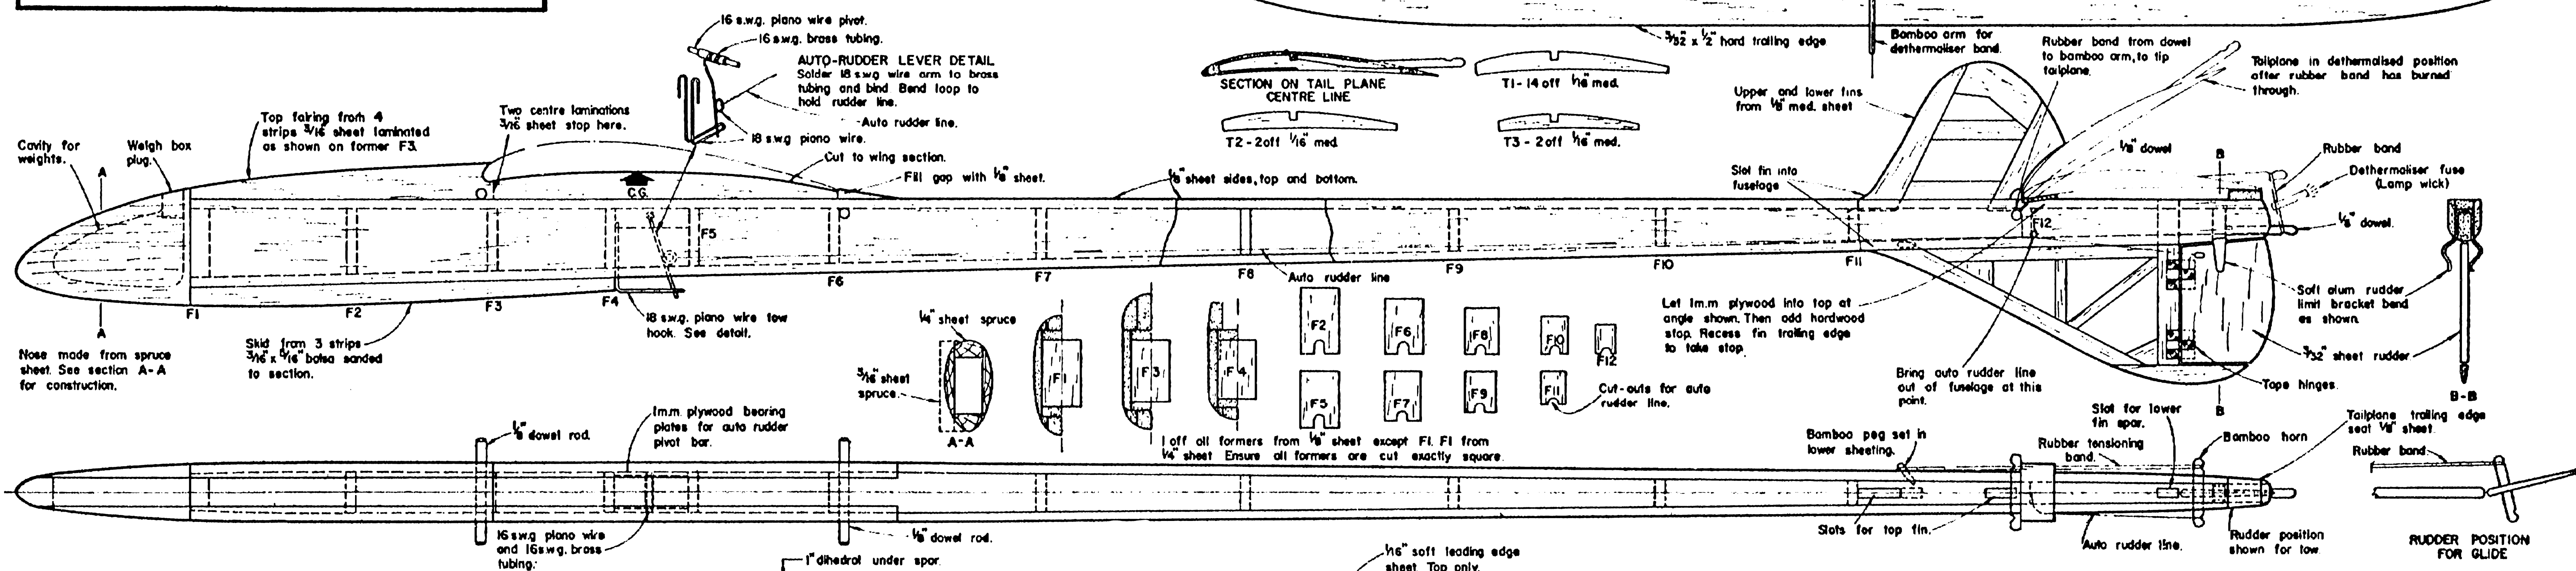 16 s.w.g. piano wire pivot.
16 s.w.g. brass tubing.
AUTO-RUDDER LEVER DETAIL
Solder 18 s.w.g wire arm to brass
tubing and bind Bend loop to
hold rudder line.
Auto rudder line.
18 s.w.g piano wire.
Top fairing from 4
strips 3/16" sheet laminated
as shown on former F3.
Two centre laminations
3/16" sheet stop here.
Cavity for
weights.
Weigh box
plug.
A
Cut to wing section.
Fill gap with 1/8" sheet.
C.G.
1/8" sheet sides, top and bottom.
3/32" x 1/2" hard trailing edge
Bamboo arm for
dethermaliser band.
SECTION ON TAIL PLANE
CENTRE LINE
T1-14 off 1/16" med.
T2-2off 1/16" med
T3-2off 1/16" med.
Rubber band from dowel
to bamboo arm, to tip
tailplane.
Tailplane in dethermalised position
after rubber band has burned
through.
Upper and lower fins
from 1/8" med. sheet
Slot fin into
fuselage
1/8" dowel
B
Rubber band
Dethermaliser fuse
(Lamp wick)
1/8" dowel.
F1
F2
F3
F4
F5
F6
F7
F8
F9
F10
F11
F12
Auto rudder line
A
Nose made from spruce
sheet. See section A-A
for construction.
Skid from 3 strips
3/16" x 5/16" balsa sanded
to section.
18 s.w.g. piano wire tow
hook. See detail.
1/4" sheet spruce
3/16" sheet
spruce.
A-A
F1
F3
F4
F2
F6
F8
F10
F12
F5
F7
F9
F11
Cut-outs for auto
rudder line.
1 off all formers from 1/8" sheet except F1. F1 from
1/4" sheet Ensure all formers are cut exactly square.
Let 1m.m plywood into top at
angle shown. Then add hardwood
stop. Recess fin trailing edge
to take stop.
Bring auto rudder line
out of fuselage at this
point.
Soft alum rudder
limit bracket bend
as shown.
3/32" sheet rudder
Tape hinges.
B
B-B
1/8" dowel rod.
1m.m. plywood bearing
plates for auto rudder
pivot bar.
16 s.w.g piano wire
and 16 s.w.g. brass
tubing.
1/8" dowel rod.
1" dihedral under spar.
1/16" soft leading edge
sheet Top only.
Bamboo peg set in
lower sheeting.
Rubber tensioning
band.
Slot for lower
fin spar.
Bamboo horn
Tailplane trailing edge
seat 1/8" sheet.
Slots for top fin.
Auto rudder line.
Rudder position
shown for tow
Rubber band
RUDDER POSITION
FOR GLIDE